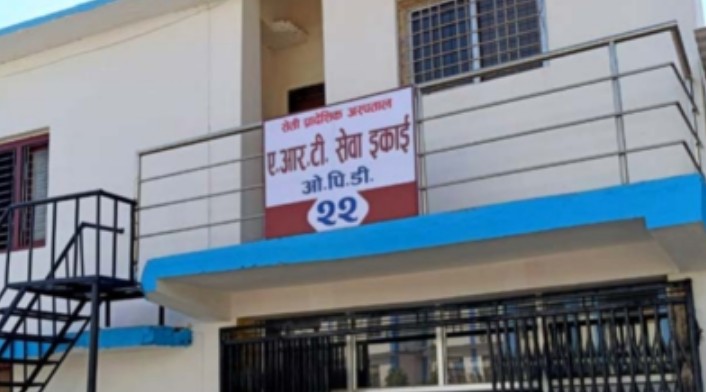 सेती प्रादेशिक अस्पताल
ए.आर.टी. सेवा इकाई
ओ.पि.डी.
२२